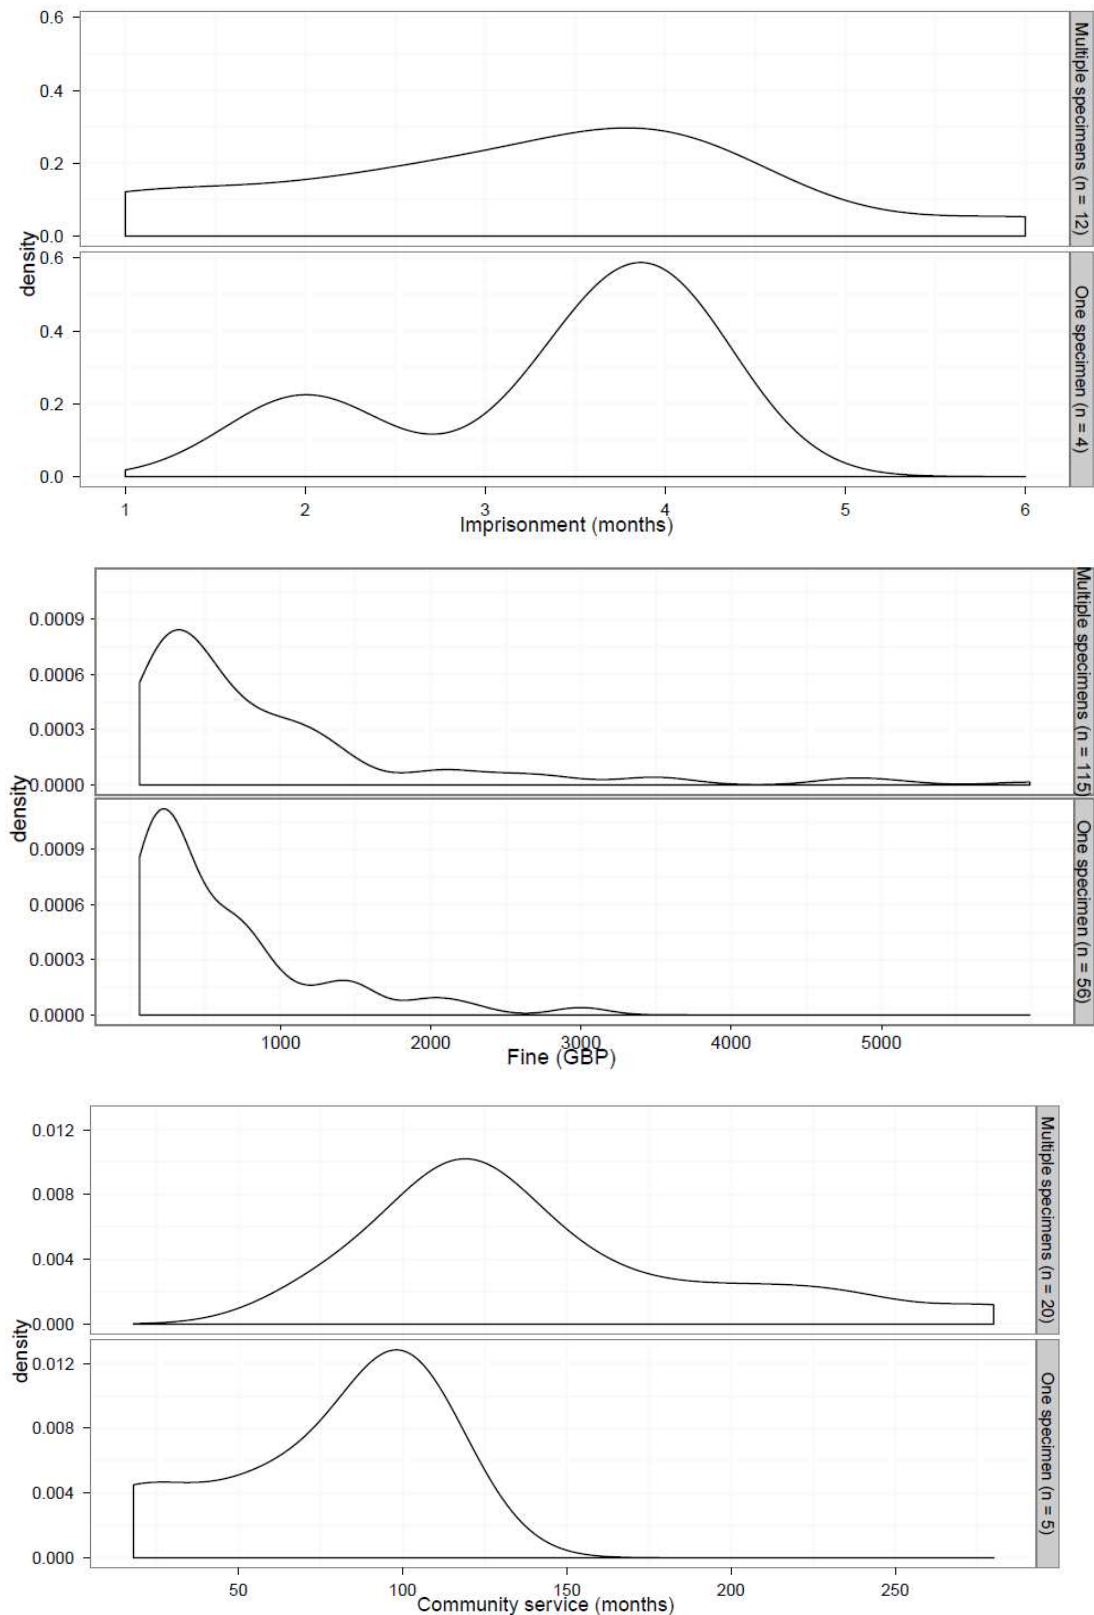 0.6
0.4
0.2
0.0
Multiple specimens (n = 12)
density
0.6
0.4
0.2
0.0
One specimen (n = 4)
1 2 3 4 5 6
Imprisonment (months)
0.0009
0.0006
0.0003
0.0000
Multiple specimens (n = 115)
density
0.0009
0.0006
0.0003
0.0000
One specimen (n = 56)
1000 2000 3000 4000 5000
Fine (GBP)
0.012
0.008
0.004
0.000
Multiple specimens (n = 20)
density
0.012
0.008
0.004
0.000
One specimen (n = 5)
50 100 150 200 250
Community service (months)